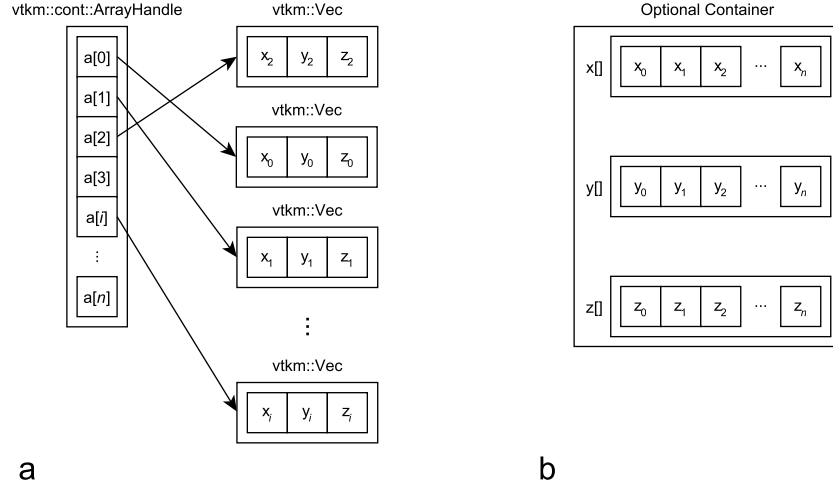 vtkm::cont::ArrayHandle
a[0]
a[1]
a[2]
a[3]
a[i]
⋮
a[n]
vtkm::Vec
x2 y2 z2
vtkm::Vec
x0 y0 z0
vtkm::Vec
x1 y1 z1
⋮
vtkm::Vec
xi yi zi
a
Optional Container
x[] x0 x1 x2 ... xn
y[] y0 y1 y2 ... yn
z[] z0 z1 z2 ... zn
b